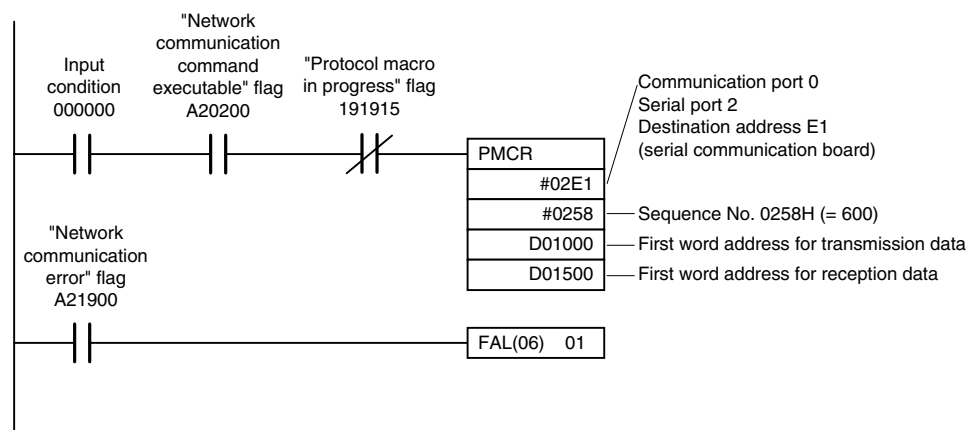 "Network
communication
command
executable" flag
A20200
Input
condition
000000
"Protocol macro
in progress" flag
191915
Communication port 0
Serial port 2
Destination address E1
(serial communication board)
PMCR
#02E1
#0258
Sequence No. 0258H (= 600)
D01000
First word address for transmission data
D01500
First word address for reception data
"Network
communication
error" flag
A21900
FAL(06) 01